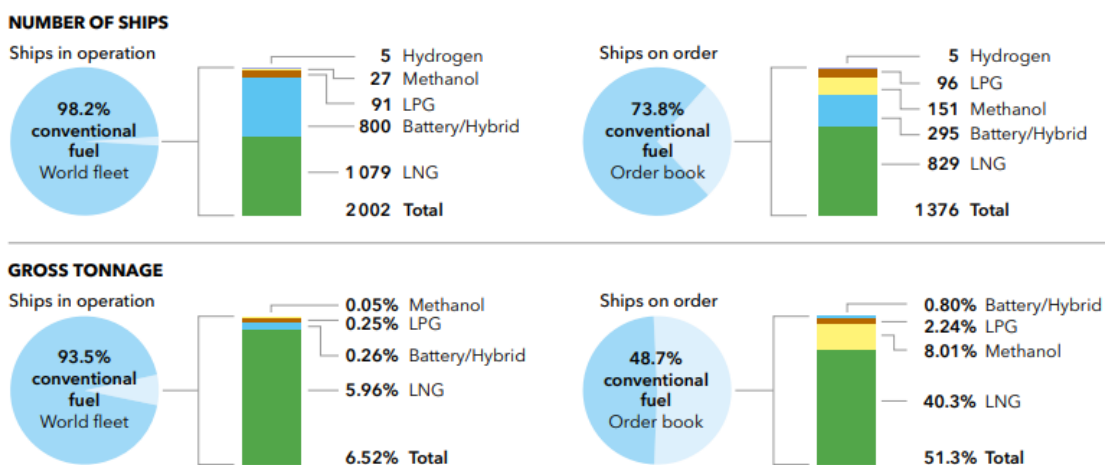 NUMBER OF SHIPS
Ships in operation
98.2%
conventional
fuel
World fleet
5 Hydrogen
27 Methanol
91 LPG
800 Battery/Hybrid
1 079 LNG
2 002 Total
Ships on order
73.8%
conventional
fuel
Order book
5 Hydrogen
96 LPG
151 Methanol
295 Battery/Hybrid
829 LNG
1 376 Total
GROSS TONNAGE
Ships in operation
93.5%
conventional
fuel
World fleet
0.05% Methanol
0.25% LPG
0.26% Battery/Hybrid
5.96% LNG
6.52% Total
Ships on order
48.7%
conventional
fuel
Order book
0.80% Battery/Hybrid
2.24% LPG
8.01% Methanol
40.3% LNG
51.3% Total